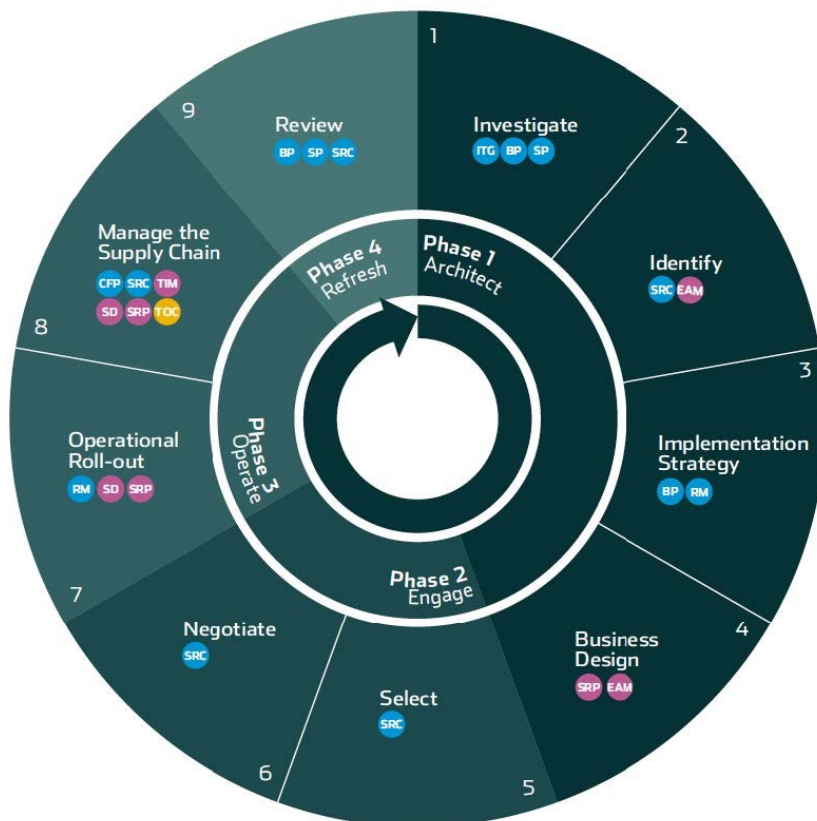 1
Investigate
ITG BP SP
2
Identify
SRC EAM
3
Implementation
Strategy
BP RM
4
Business
Design
SRP EAM
5
Select
SRC
6
Negotiate
SRC
7
Operational
Roll-out
RM SD SRP
8
Manage the
Supply Chain
CFP SRC TIM
SD SRP TOC
9
Review
BP SP SRC
Phase 1
Architect
Phase 2
Engage
Phase 3
Operate
Phase 4
Refresh